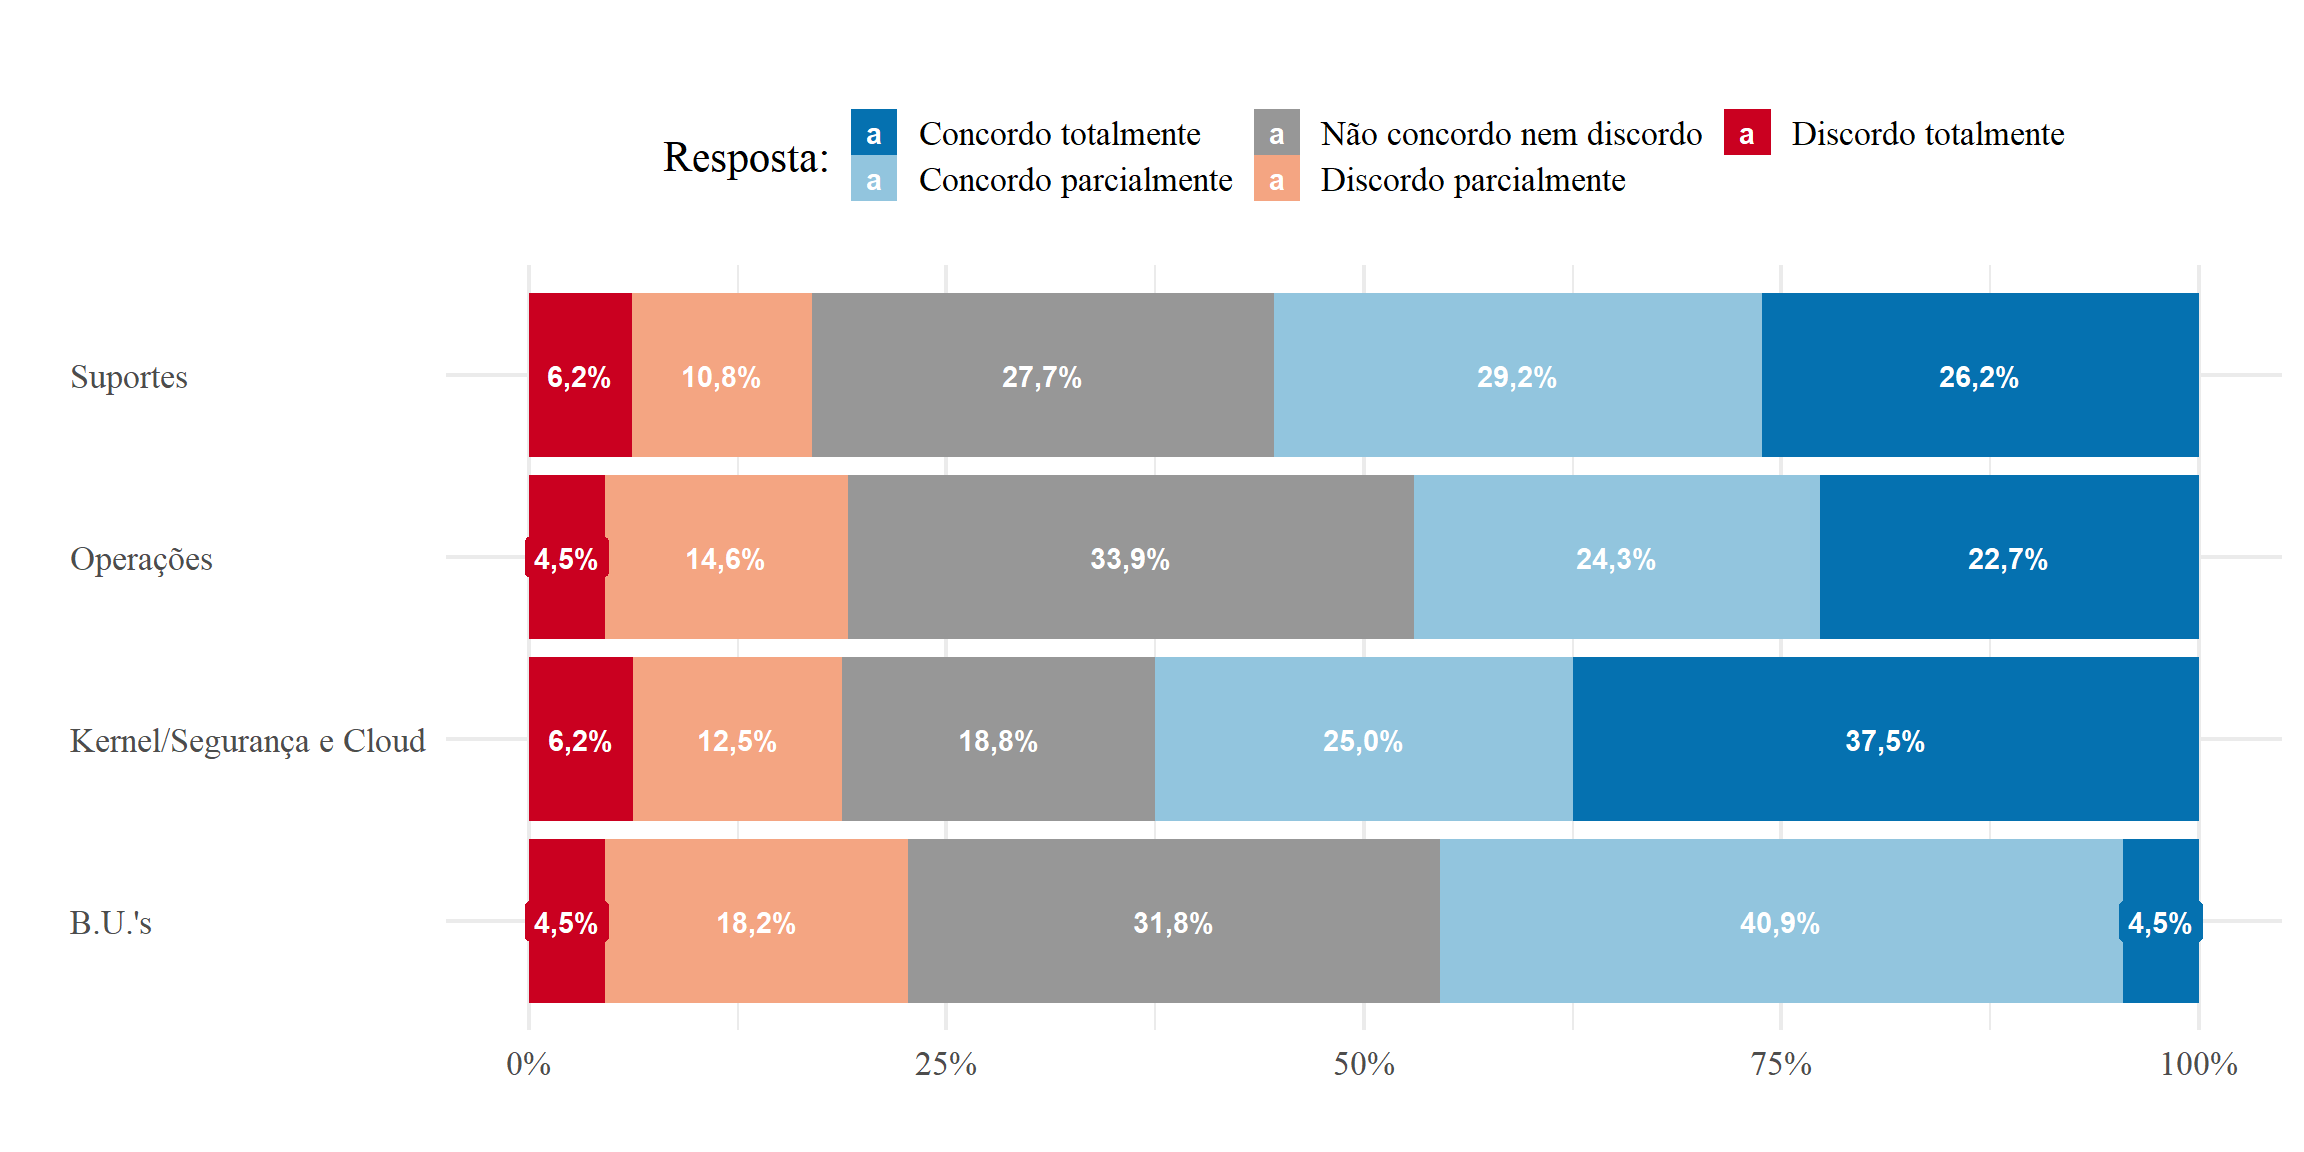 Resposta:
a Concordo totalmente
a Concordo parcialmente
a Não concordo nem discordo
a Discordo parcialmente
a Discordo totalmente
Suportes
6,2% 10,8% 27,7% 29,2% 26,2%
Operações
4,5% 14,6% 33,9% 24,3% 22,7%
Kernel/Segurança e Cloud
6,2% 12,5% 18,8% 25,0% 37,5%
B.U.'s
4,5% 18,2% 31,8% 40,9% 4,5%
0% 25% 50% 75% 100%